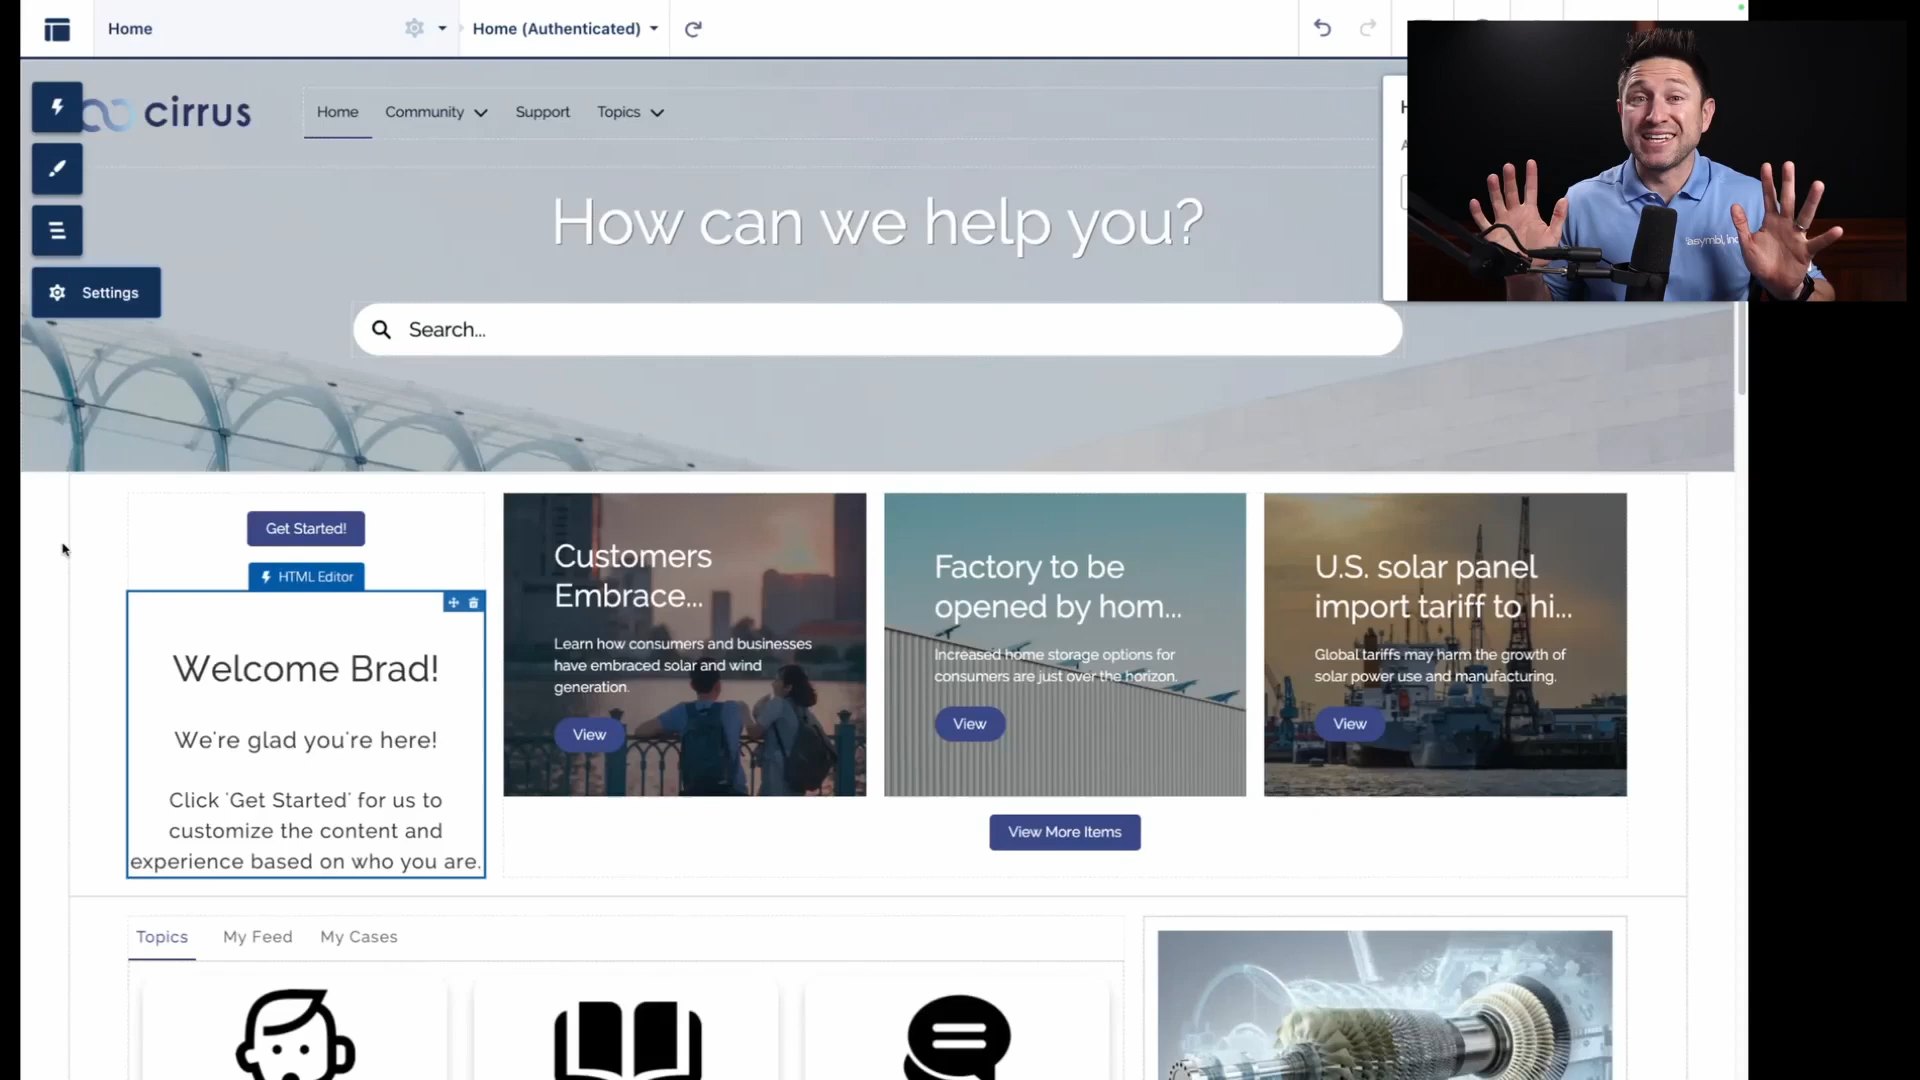 Home
Home (Authenticated)
cirrus
Home
Community
Support
Topics
How can we help you?
Settings
Search...
asymbl, inc
Get Started!
HTML Editor
Welcome Brad!
We're glad you're here!
Click 'Get Started' for us to
customize the content and
experience based on who you are.
Customers
Embrace...
Learn how consumers and businesses
have embraced solar and wind
generation.
View
Factory to be
opened by hom...
Increased home storage options for
consumers are just over the horizon.
View
U.S. solar panel
import tariff to hi...
Global tariffs may harm the growth of
solar power use and manufacturing.
View
View More Items
Topics
My Feed
My Cases